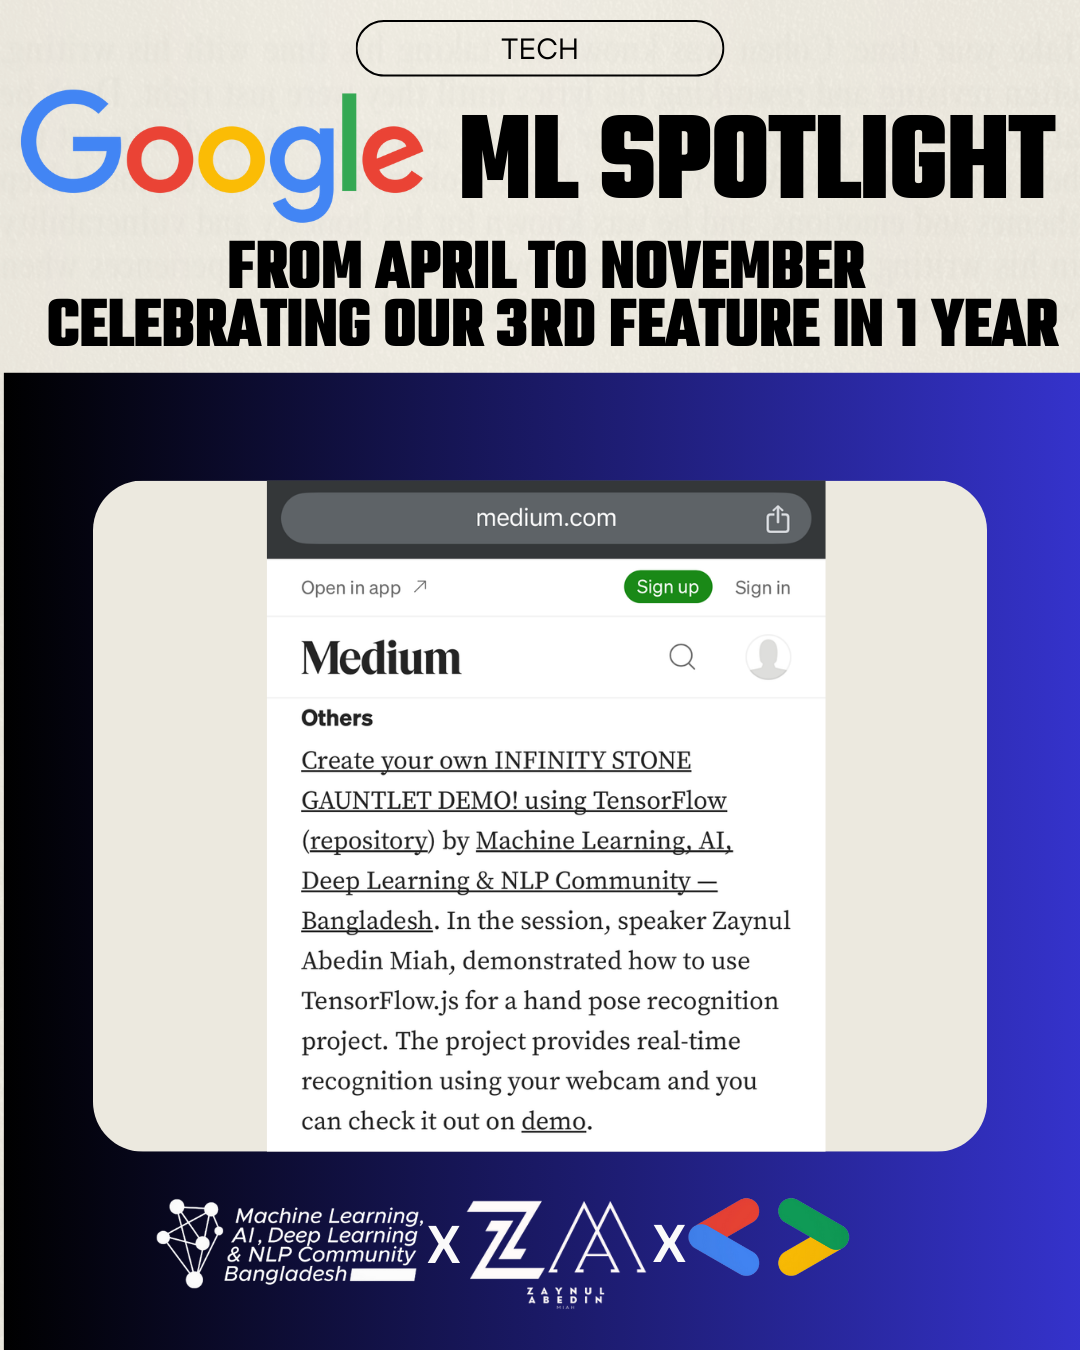 TECH
Google ML SPOTLIGHT
FROM APRIL TO NOVEMBER
CELEBRATING OUR 3RD FEATURE IN 1 YEAR
medium.com
Open in app
Sign up
Sign in
Medium
Others
Create your own INFINITY STONE
GAUNTLET DEMO! using TensorFlow
(repository) by Machine Learning, AI,
Deep Learning & NLP Community —
Bangladesh. In the session, speaker Zaynul
Abedin Miah, demonstrated how to use
TensorFlow.js for a hand pose recognition
project. The project provides real-time
recognition using your webcam and you
can check it out on demo.
Machine Learning,
AI, Deep Learning
& NLP Community
Bangladesh
X
ZAM
ZAYNUL
ABEDIN
MIAH
X